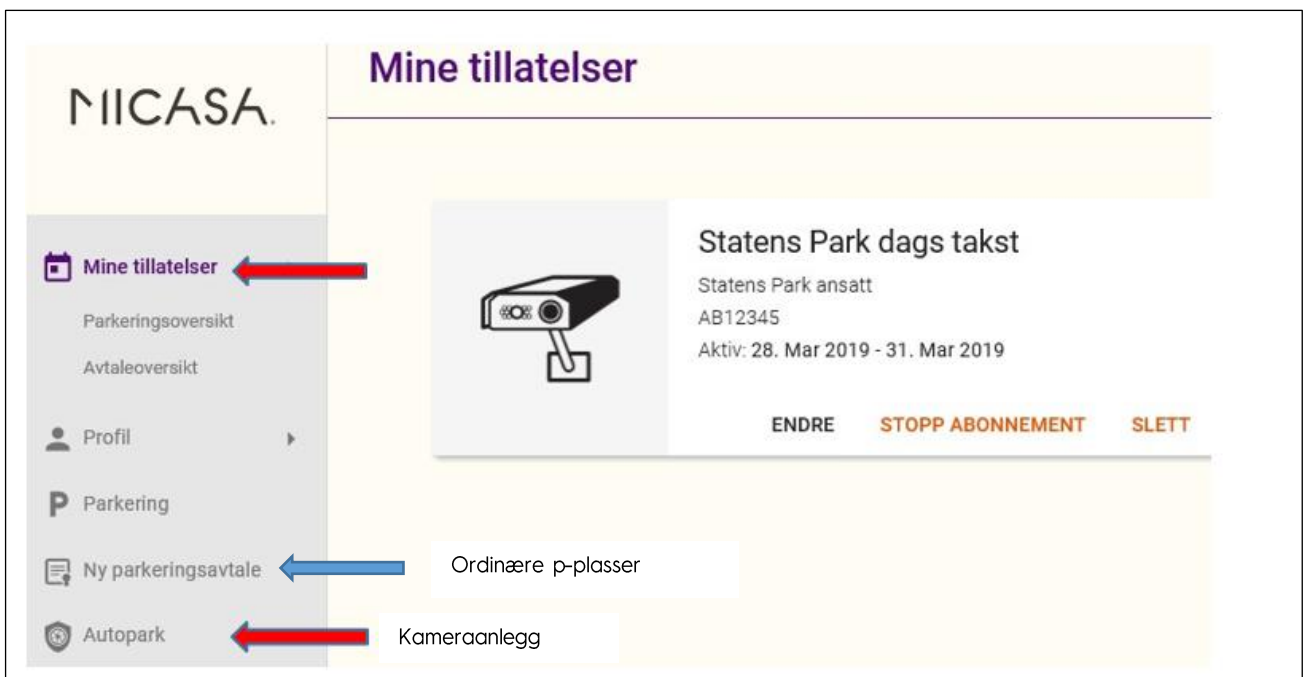 MICASA.
Mine tillatelser
Mine tillatelser
Parkeringsoversikt
Avtaleoversikt
Profil
P Parkering
Ny parkeringsavtale
Autopark
Statens Park dags takst
Statens Park ansatt
AB12345
Aktiv: 28. Mar 2019 - 31. Mar 2019
ENDRE STOPP ABONNEMENT SLETT
Ordinære p-plasser
Kameraanlegg